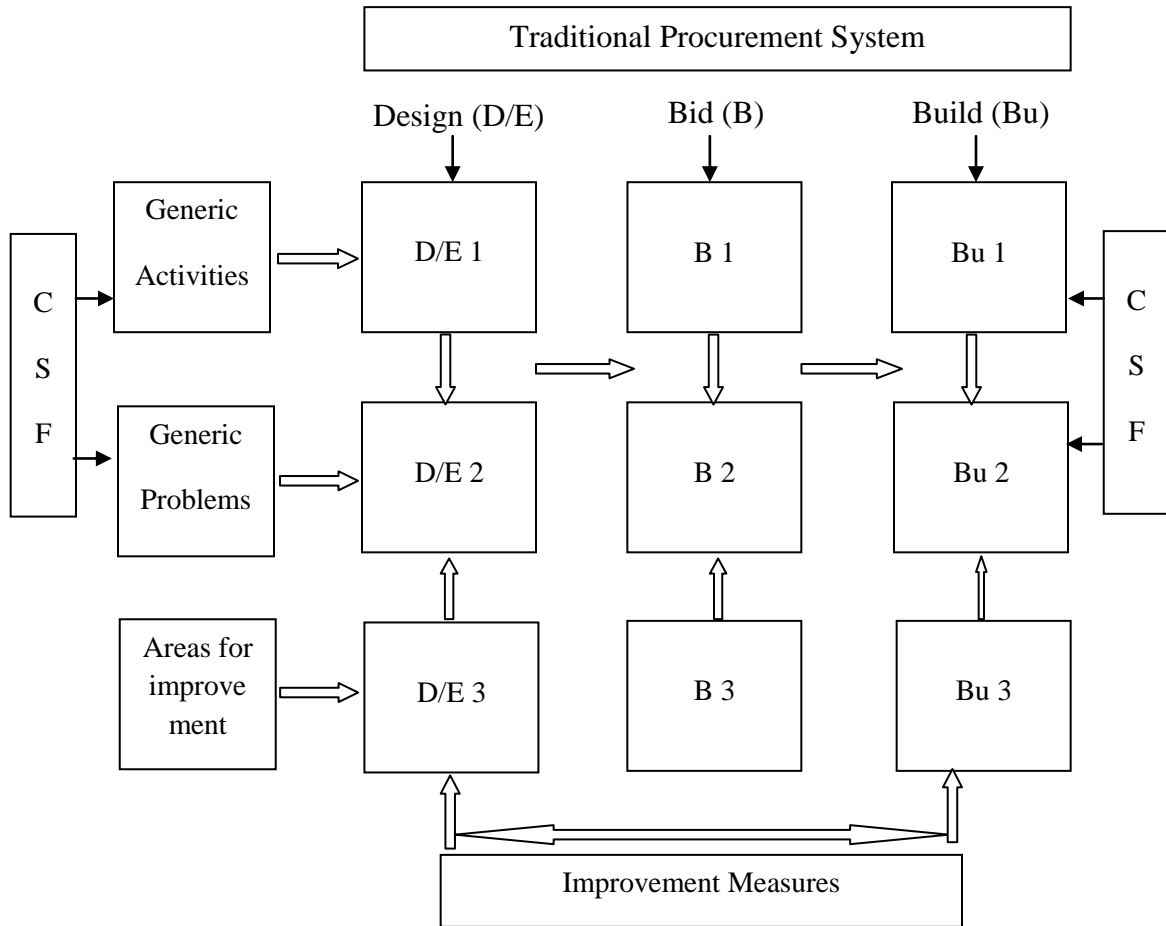 Traditional Procurement System
Design (D/E)
Bid (B)
Build (Bu)
Generic
Activities
D/E 1
B 1
Bu 1
C
S
F
C
S
F
Generic
Problems
D/E 2
B 2
Bu 2
Areas for
improve
ment
D/E 3
B 3
Bu 3
Improvement Measures